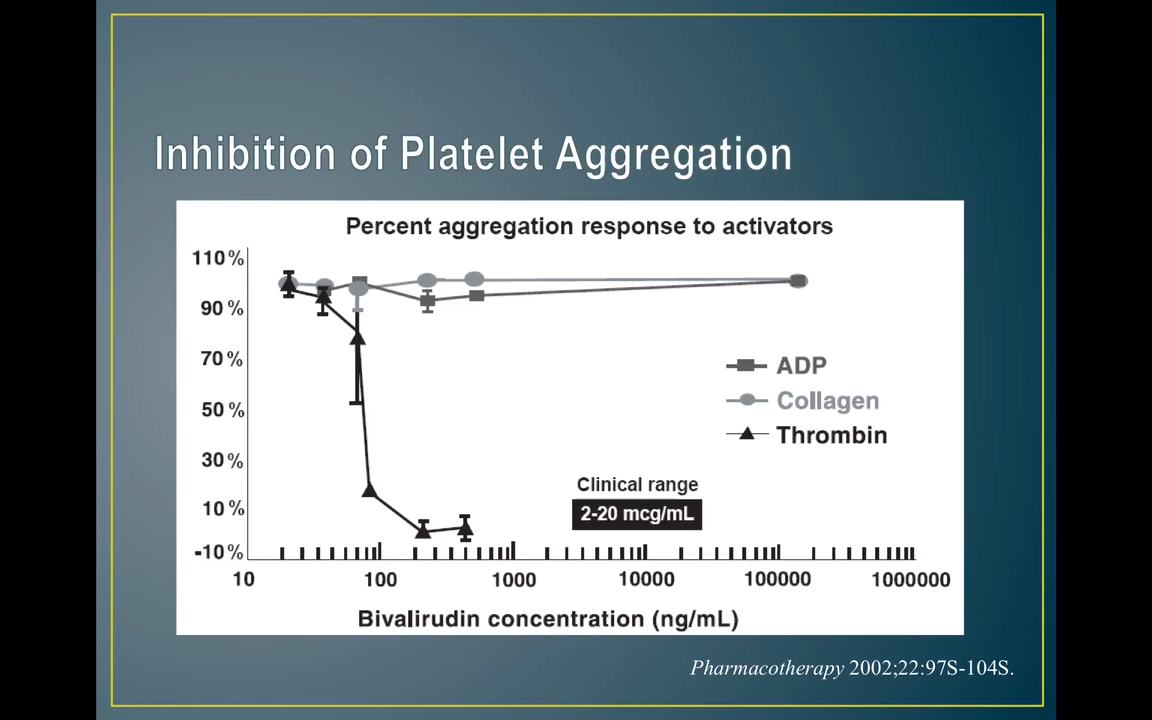 Inhibition of Platelet Aggregation
Percent aggregation response to activators
110%
90%
70%
50%
30%
10%
-10%
ADP
Collagen
Thrombin
Clinical range
2-20 mcg/mL
10 100 1000 10000 100000 1000000
Bivalirudin concentration (ng/mL)
Pharmacotherapy 2002;22:97S-104S.